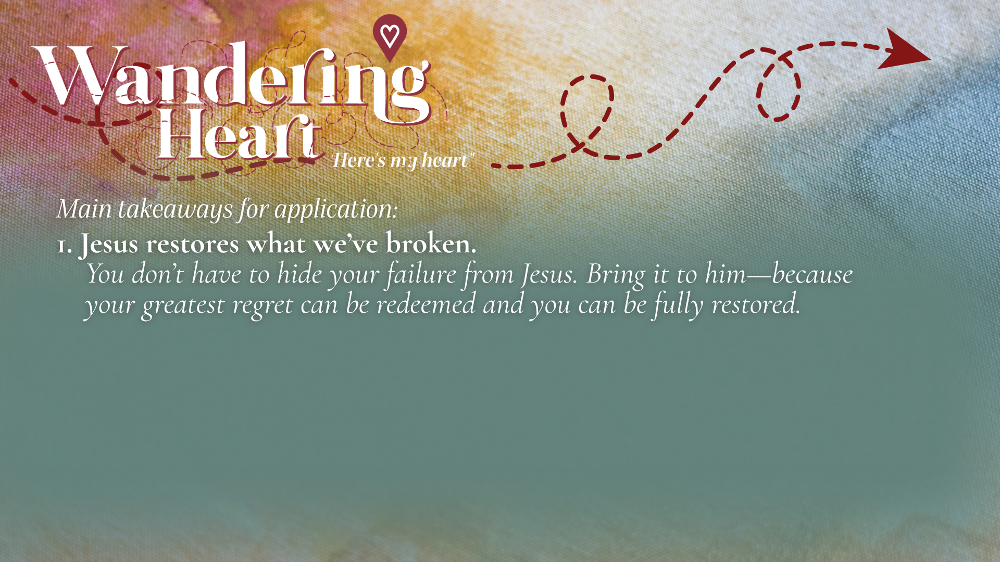 Wandering
Heart
"Here's my heart"
Main takeaways for application:
1. Jesus restores what we’ve broken.
You don’t have to hide your failure from Jesus. Bring it to him—because
your greatest regret can be redeemed and you can be fully restored.